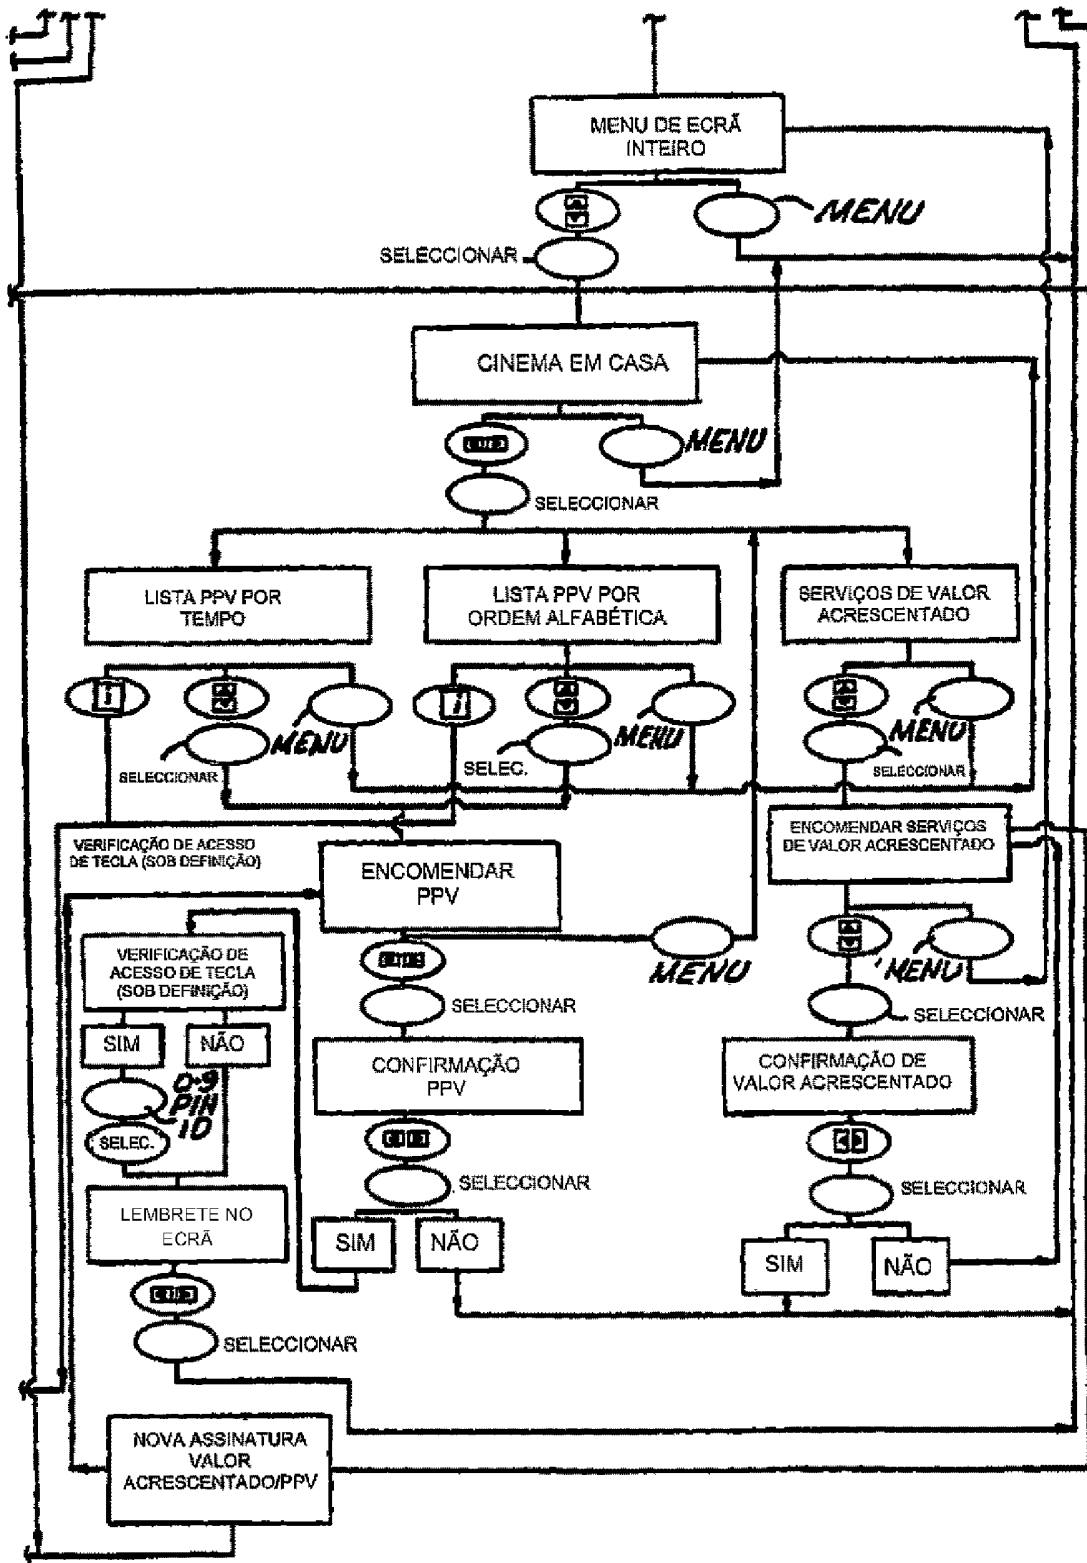 MENU DE ECRÃ
INTEIRO
MENU
SELECCIONAR
CINEMA EM CASA
MENU
SELECCIONAR
LISTA PPV POR
TEMPO
LISTA PPV POR
ORDEM ALFABÉTICA
SERVIÇOS DE VALOR
ACRESCENTADO
i
MENU
SELECCIONAR
i
MENU
SELEC.
MENU
SELECCIONAR
VERIFICAÇÃO DE ACESSO
DE TECLA (SOB DEFINIÇÃO)
ENCOMENDAR
PPV
ENCOMENDAR SERVIÇOS
DE VALOR ACRESCENTADO
VERIFICAÇÃO DE
ACESSO DE TECLA
(SOB DEFINIÇÃO)
MENU
MENU
SELECCIONAR
SELECCIONAR
SIM
NÃO
CONFIRMAÇÃO
PPV
CONFIRMAÇÃO DE
VALOR ACRESCENTADO
0-9
PIN
ID
SELEC.
SELECCIONAR
SELECCIONAR
LEMBRETE NO
ECRÃ
SIM
NÃO
SIM
NÃO
SELECCIONAR
NOVA ASSINATURA
VALOR
ACRESCENTADO/PPV